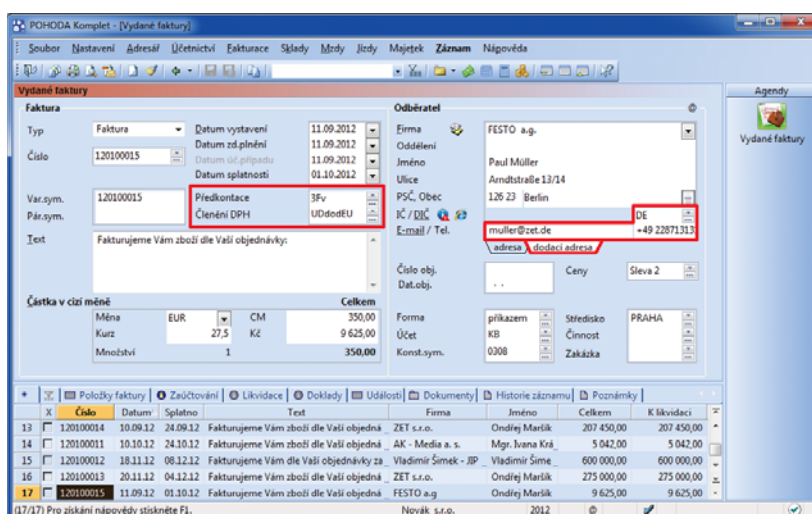 POHODA Komplet - [Vydané faktury]
Soubor Nastavení Adresář Účetnictví Fakturace Sklady Mzdy Jízdy Majetek Záznam Nápověda
Vydané faktury
Agendy
Vydané faktury
Faktura
Typ Faktura
Číslo 120100015
Datum vystavení 11.09.2012
Datum zd.plnění 11.09.2012
Datum úč.případu 11.09.2012
Datum splatnosti 01.10.2012
Var.sym. 120100015
Pár.sym.
Předkontace 3Fv
Členění DPH UDdodEU
Text Fakturujeme Vám zboží dle Vaší objednávky:
Částka v cizí měně Celkem
Měna EUR CM 350,00
Kurz 27,5 Kč 9 625,00
Množství 1 350,00
Odběratel
Firma FESTO a.g.
Oddělení
Jméno Paul Müller
Ulice Arndtstraße 13/14
PSČ, Obec 126 23 Berlin
IČ / DIČ DE
E-mail / Tel. muller@zet.de +49 22871313
adresa dodací adresa
Číslo obj. Ceny Sleva 2
Dat.obj. . .
Forma příkazem Středisko PRAHA
Účet KB Činnost
Konst.sym. 0308 Zakázka
Položky faktury Zaúčtování Likvidace Doklady Události Dokumenty Historie záznamu Poznámky
X Číslo Datum Splatno Text Firma Jméno Celkem K likvidaci
13 120100014 10.09.12 24.09.12 Fakturujeme Vám zboží dle Vaší objedná ZET s.r.o. Ondřej Maršík 207 450,00 207 450,00
14 120100011 10.10.12 24.10.12 Fakturujeme Vám zboží dle Vaší objedná AK - Media a. s. Mgr. Ivana Krá 5 042,00 5 042,00
15 120100012 18.11.12 08.12.12 Fakturujeme Vám dle Vaší objednávky za Vladimír Šimek - JIP Vladimír Šime 600 000,00 600 000,00
16 120100013 20.11.12 04.12.12 Fakturujeme Vám zboží dle Vaší objedná ZET s.r.o. Ondřej Maršík 275 000,00 275 000,00
17 120100015 11.09.12 01.10.12 Fakturujeme Vám zboží dle Vaší objedná FESTO a.g Ondřej Maršík 9 625,00 9 625,00
(17/17) Pro získání nápovědy stiskněte F1. Novák s.r.o. 2012